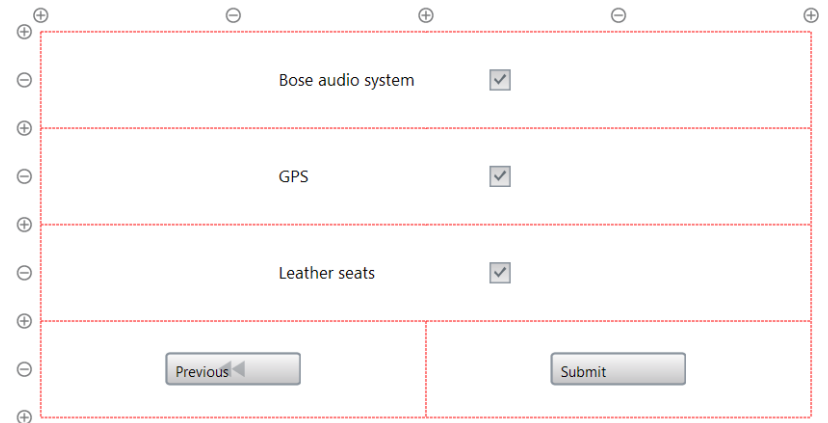 Bose audio system
GPS
Leather seats
Previous
Submit